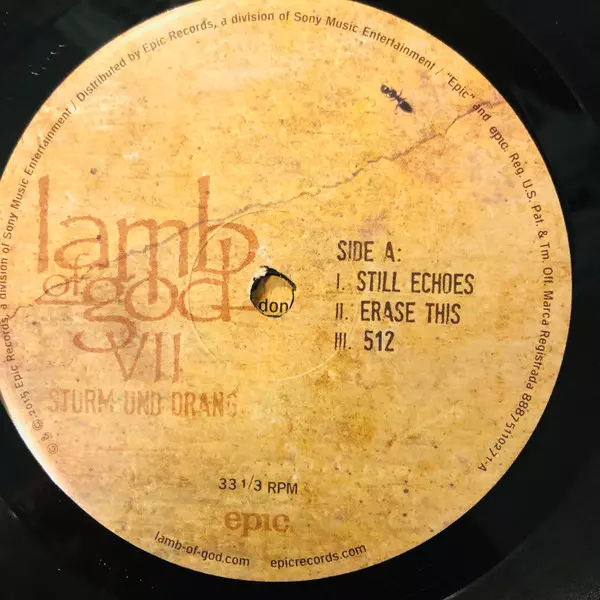 ℗ & © 2015 Epic Records, a division of Sony Music Entertainment / Distributed by Epic Records, a division of Sony Music Entertainment / "Epic" and epic. Reg. U.S. Pat. & Tm. Off. Marca Registrada 88875110271-A
lamb
of
god
VII
STURM UND DRANG
don
SIDE A:
I. STILL ECHOES
II. ERASE THIS
III. 512
33 1/3 RPM
epic
lamb-of-god.com epicrecords.com